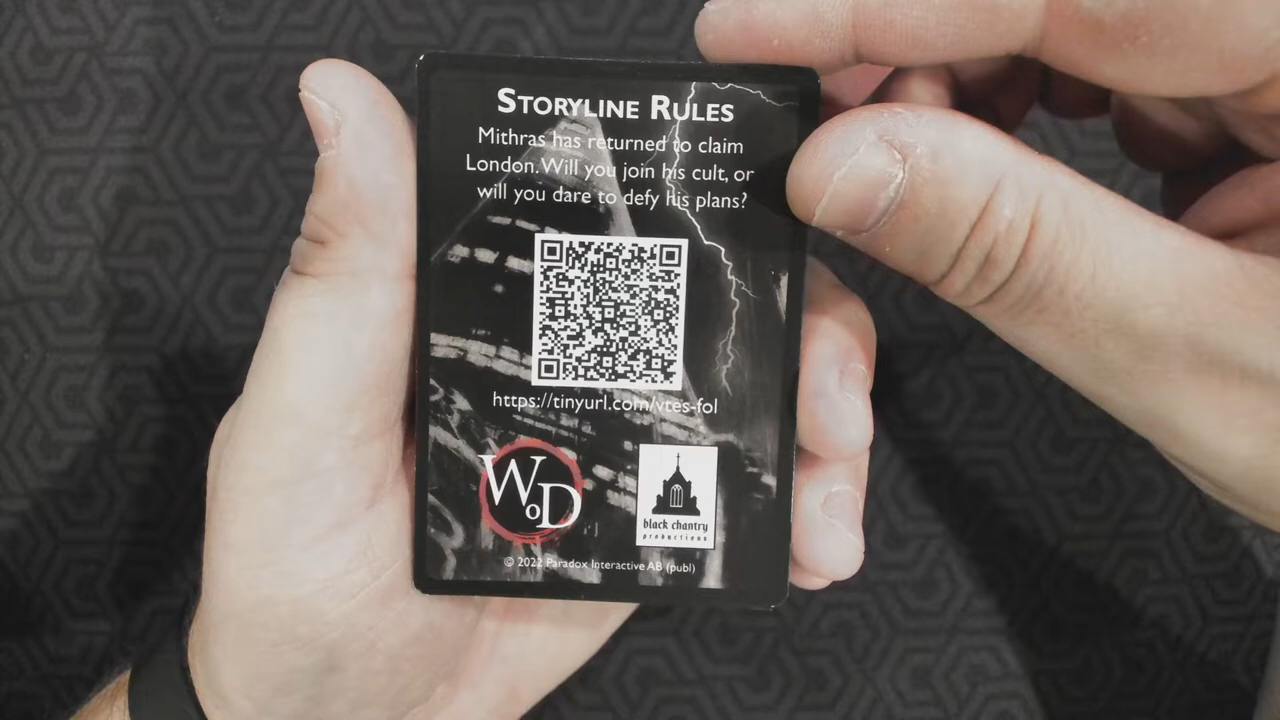 STORYLINE RULES
Mithras has returned to claim
London. Will you join his cult, or
will you dare to defy his plans?
https://tinyurl.com/vtes-fol
WoD
black chantry
productions
© 2022 Paradox Interactive AB (publ)